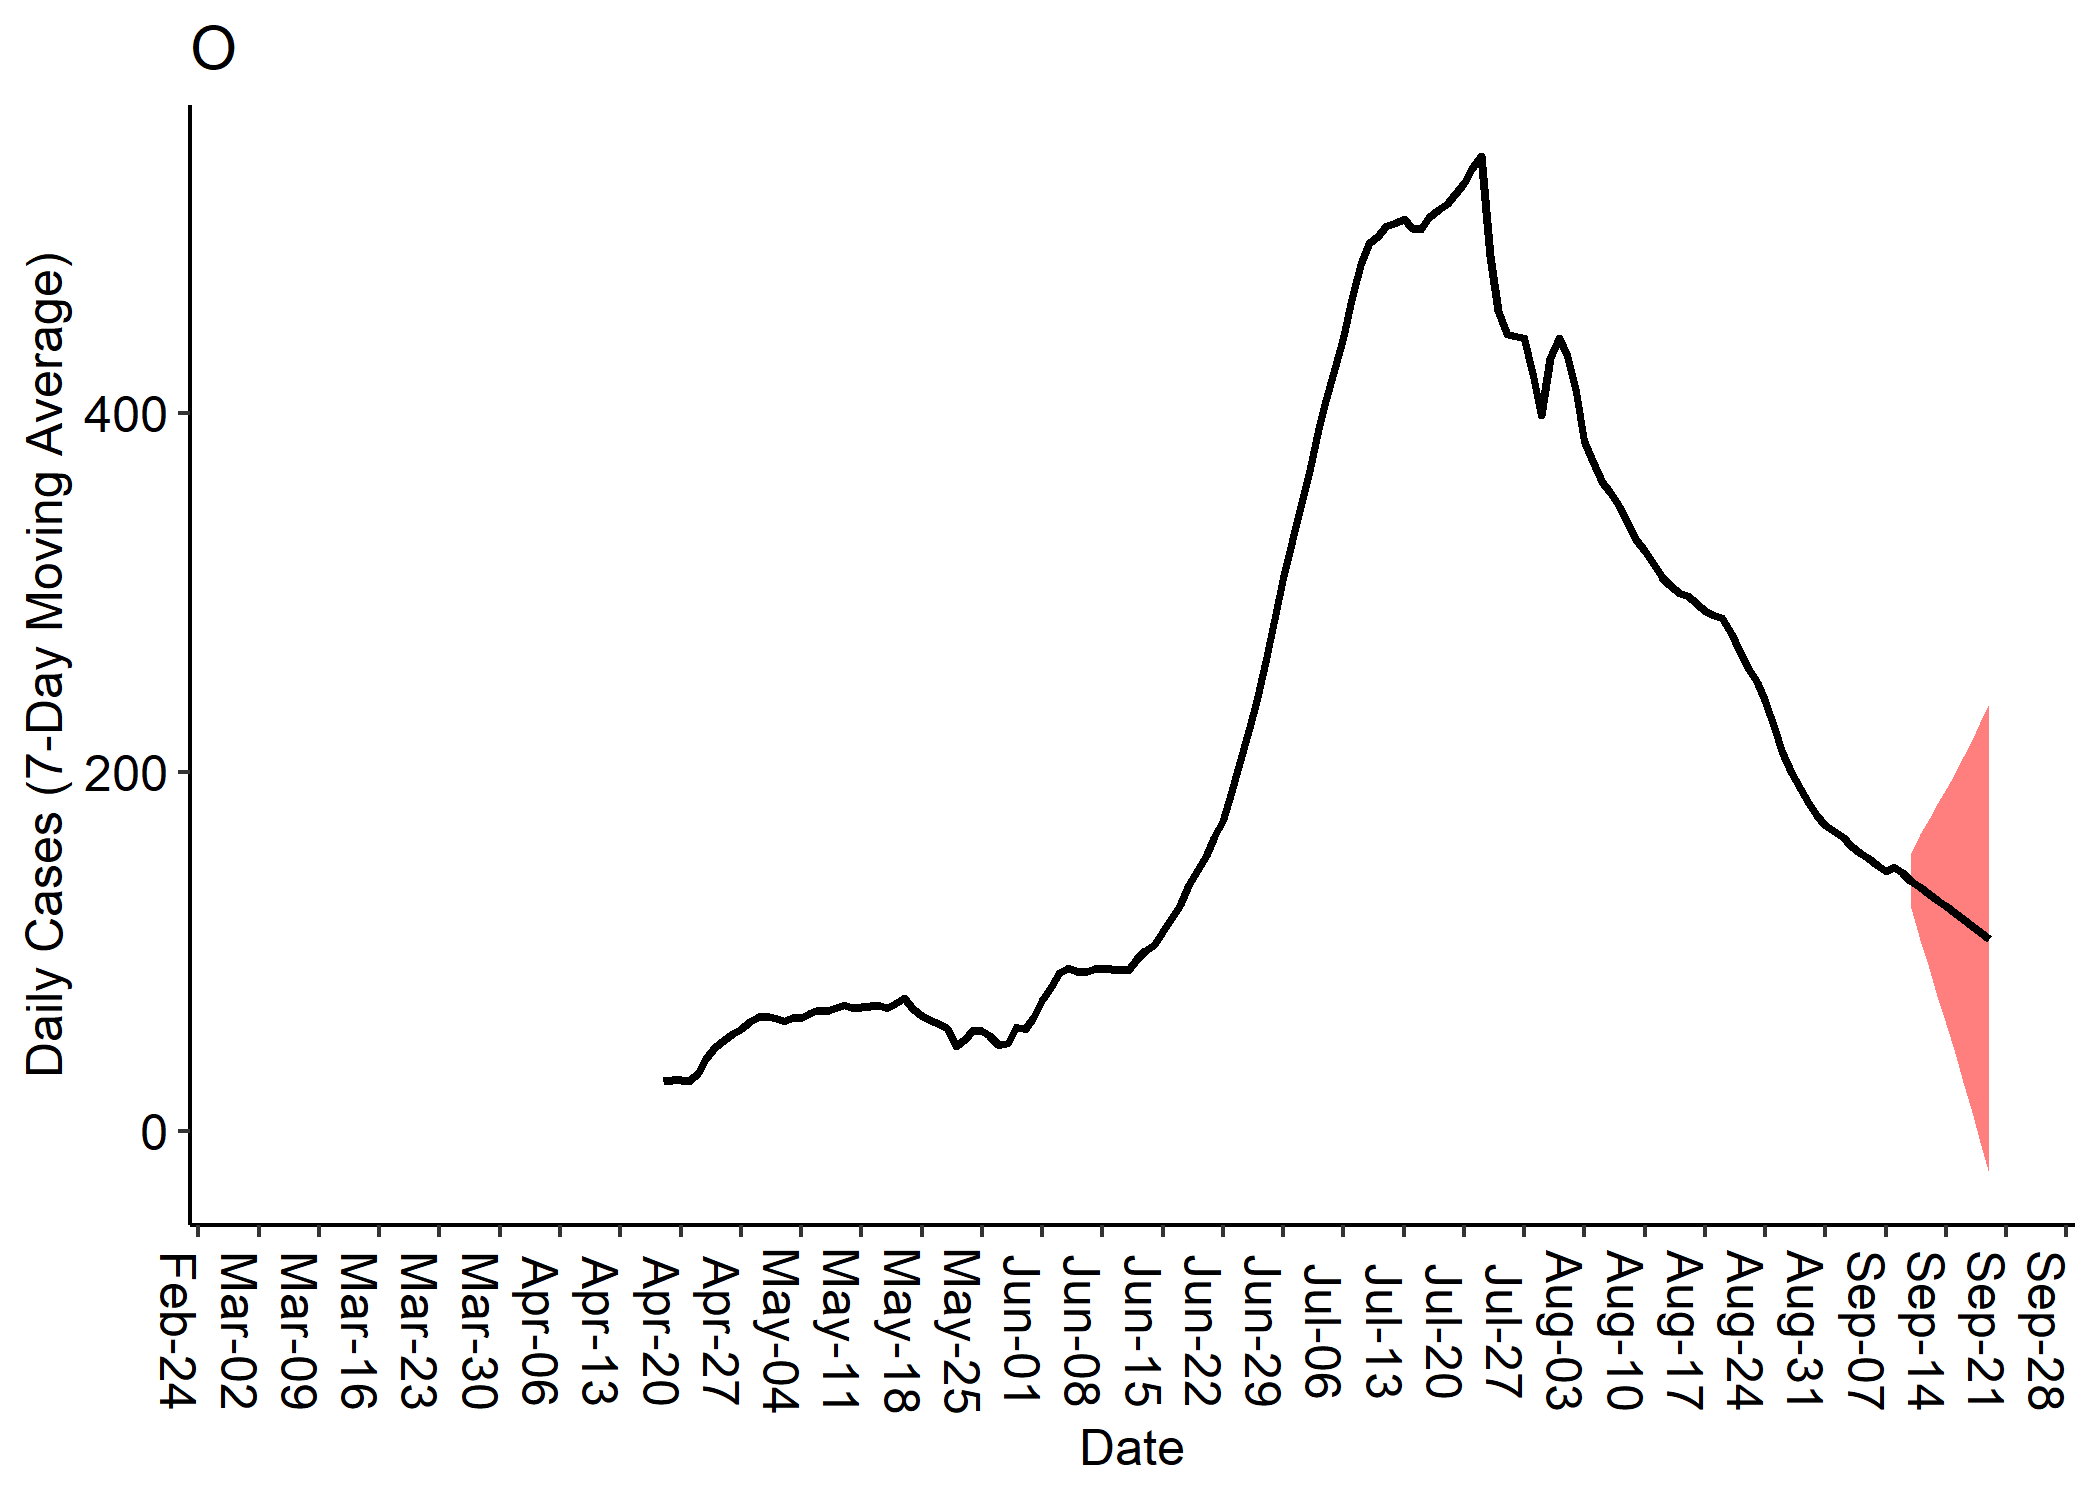 O
Daily Cases (7-Day Moving Average)
400
200
0
Feb-24
Mar-02
Mar-09
Mar-16
Mar-23
Mar-30
Apr-06
Apr-13
Apr-20
Apr-27
May-04
May-11
May-18
May-25
Jun-01
Jun-08
Jun-15
Jun-22
Jun-29
Jul-06
Jul-13
Jul-20
Jul-27
Aug-03
Aug-10
Aug-17
Aug-24
Aug-31
Sep-07
Sep-14
Sep-21
Sep-28
Date